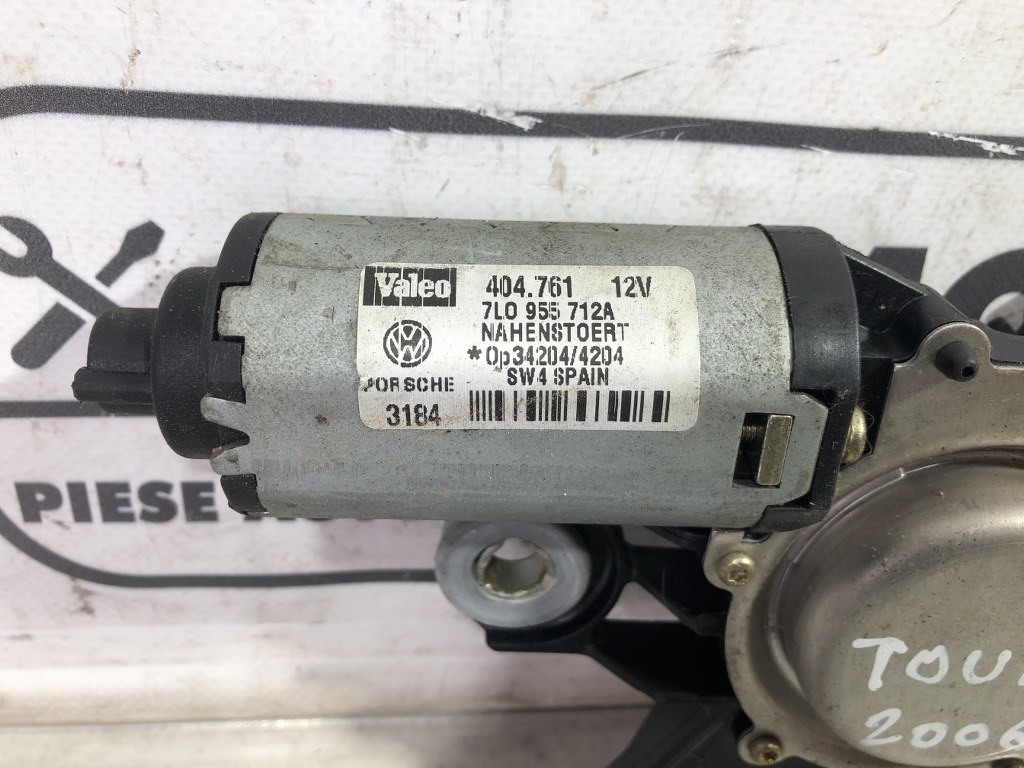 Valeo 404.761 12V
7L0 955 712A
NAHENSTOERT
*Op34204/4204
PORSCHE SW4 SPAIN
3184
PIESE
TOU
2006